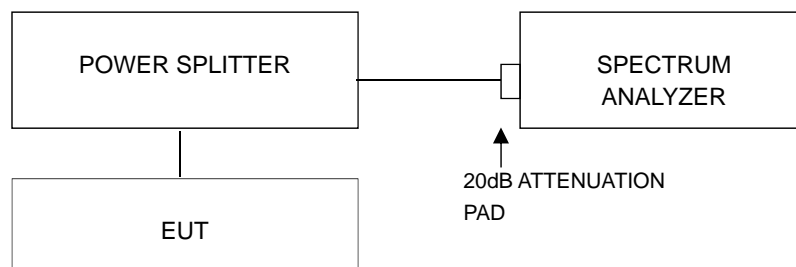 POWER SPLITTER
SPECTRUM
ANALYZER
20dB ATTENUATION
PAD
EUT